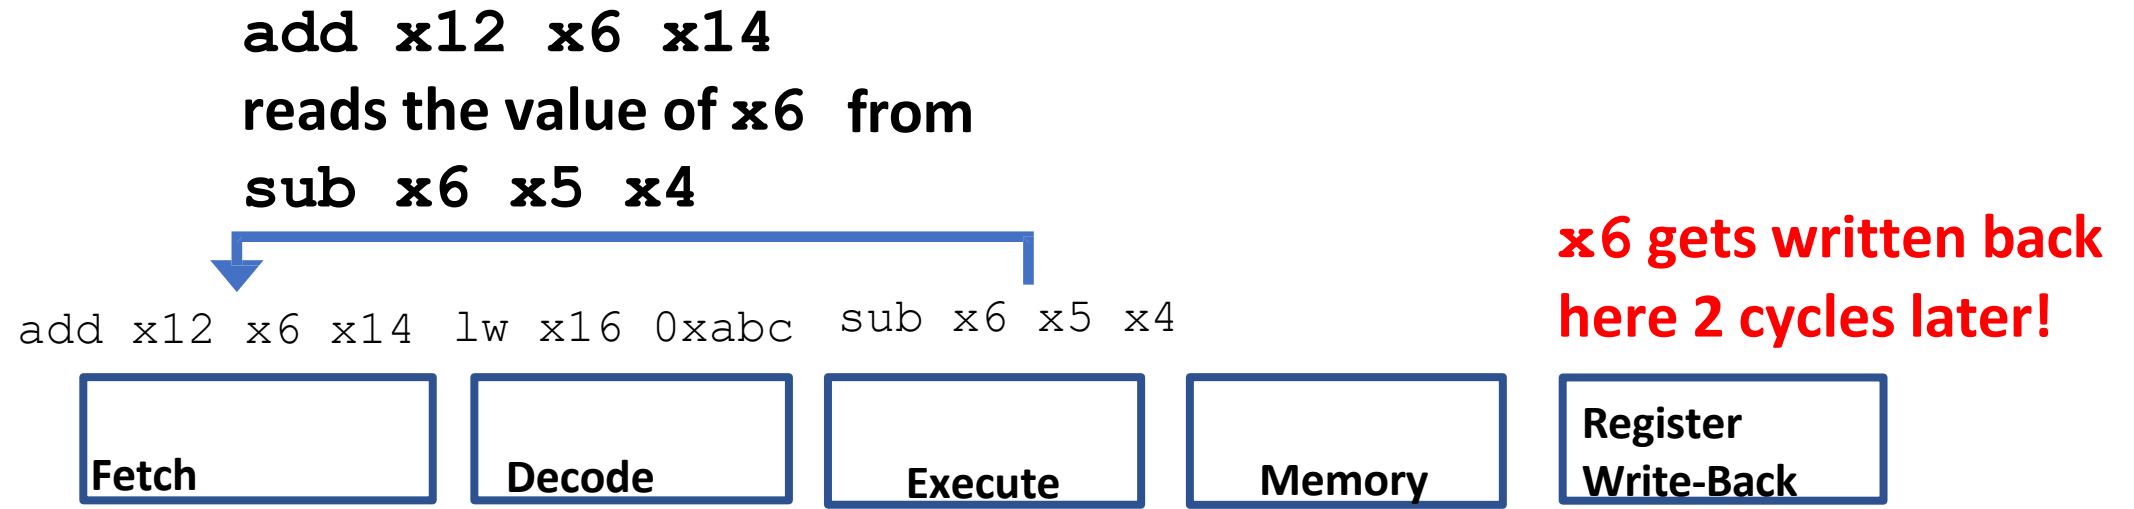 add x12 x6 x14
reads the value of x6 from
sub x6 x5 x4
x6 gets written back
here 2 cycles later!
add x12 x6 x14 lw x16 0xabc sub x6 x5 x4
Fetch
Decode
Execute
Memory
Register
Write-Back